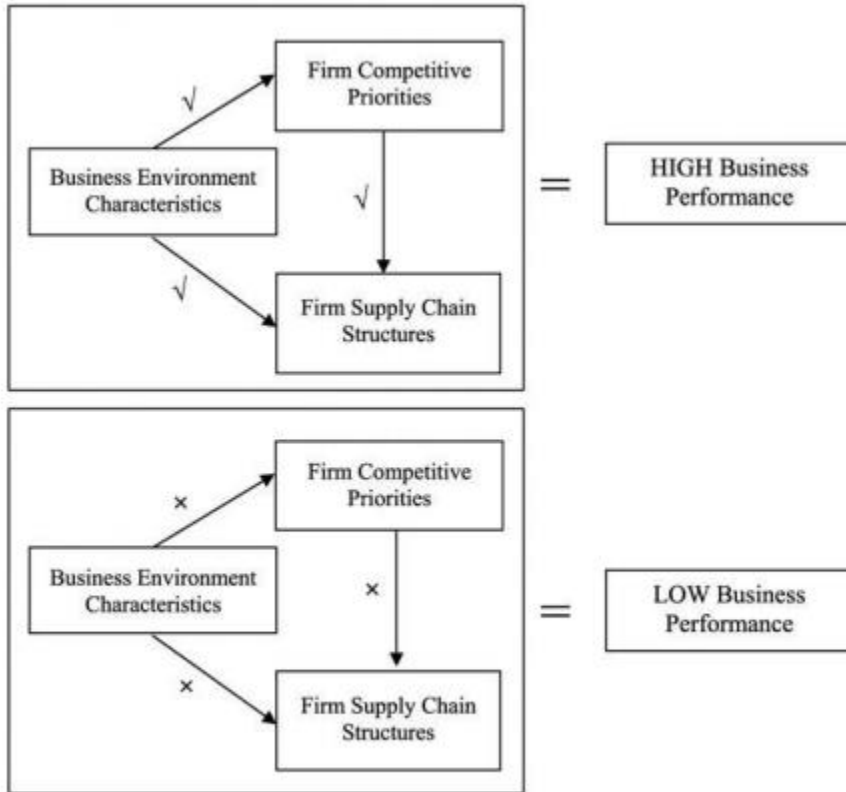 Firm Competitive
Priorities
√
Business Environment
Characteristics
√
√
Firm Supply Chain
Structures
=
HIGH Business
Performance
Firm Competitive
Priorities
×
Business Environment
Characteristics
×
×
Firm Supply Chain
Structures
=
LOW Business
Performance